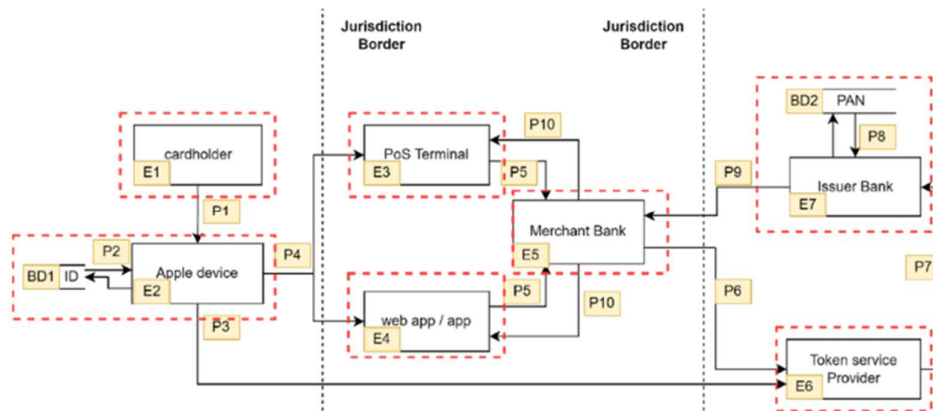 Jurisdiction
Border
Jurisdiction
Border
BD2
PAN
P10
P8
cardholder
PoS Terminal
E1
E3
P5
P9
Issuer Bank
E7
P1
Merchant Bank
P2
P4
E5
BD1
ID
Apple device
E2
P5
P7
P3
web app / app
P10
P6
E4
Token service
Provider
E6